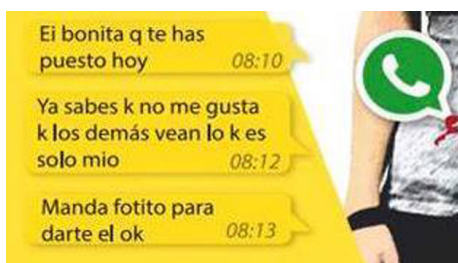 Ei bonita q te has
puesto hoy 08:10
Ya sabes k no me gusta
k los demás vean lo k es
solo mio 08:12
Manda fotito para
darte el ok 08:13